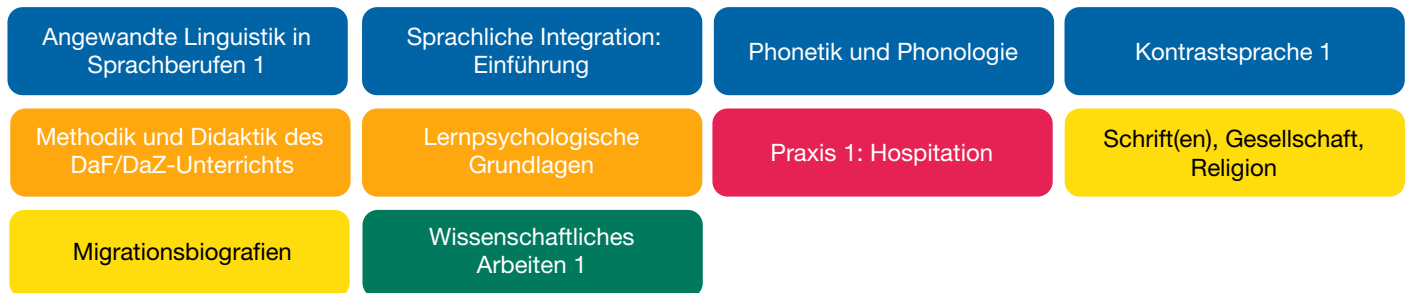 Angewandte Linguistik in
Sprachberufen 1
Sprachliche Integration:
Einführung
Phonetik und Phonologie
Kontrastsprache 1
Methodik und Didaktik des
DaF/DaZ-Unterrichts
Lernpsychologische
Grundlagen
Praxis 1: Hospitation
Schrift(en), Gesellschaft,
Religion
Migrationsbiografien
Wissenschaftliches
Arbeiten 1